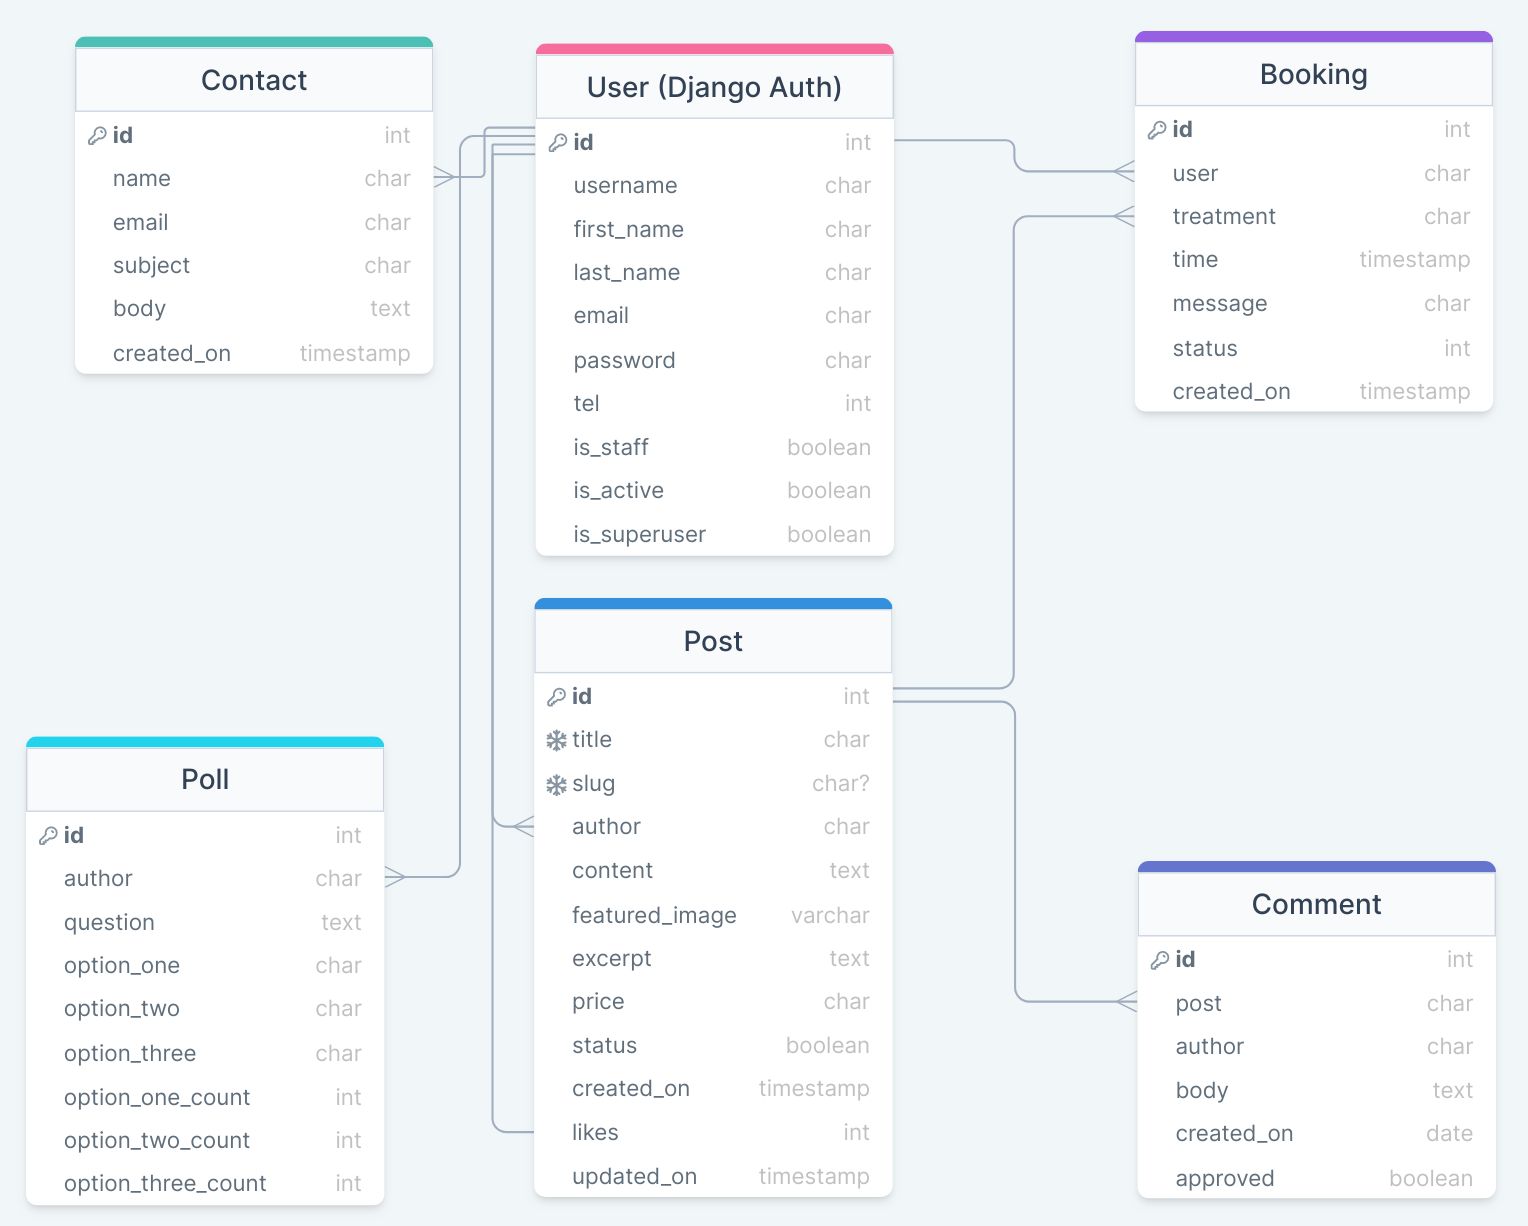 Contact
id int
name char
email char
subject char
body text
created_on timestamp
User (Django Auth)
id int
username char
first_name char
last_name char
email char
password char
tel int
is_staff boolean
is_active boolean
is_superuser boolean
Booking
id int
user char
treatment char
time timestamp
message char
status int
created_on timestamp
Post
id int
title char
slug char?
author char
content text
featured_image varchar
excerpt text
price char
status boolean
created_on timestamp
likes int
updated_on timestamp
Poll
id int
author char
question text
option_one char
option_two char
option_three char
option_one_count int
option_two_count int
option_three_count int
Comment
id int
post char
author char
body text
created_on date
approved boolean